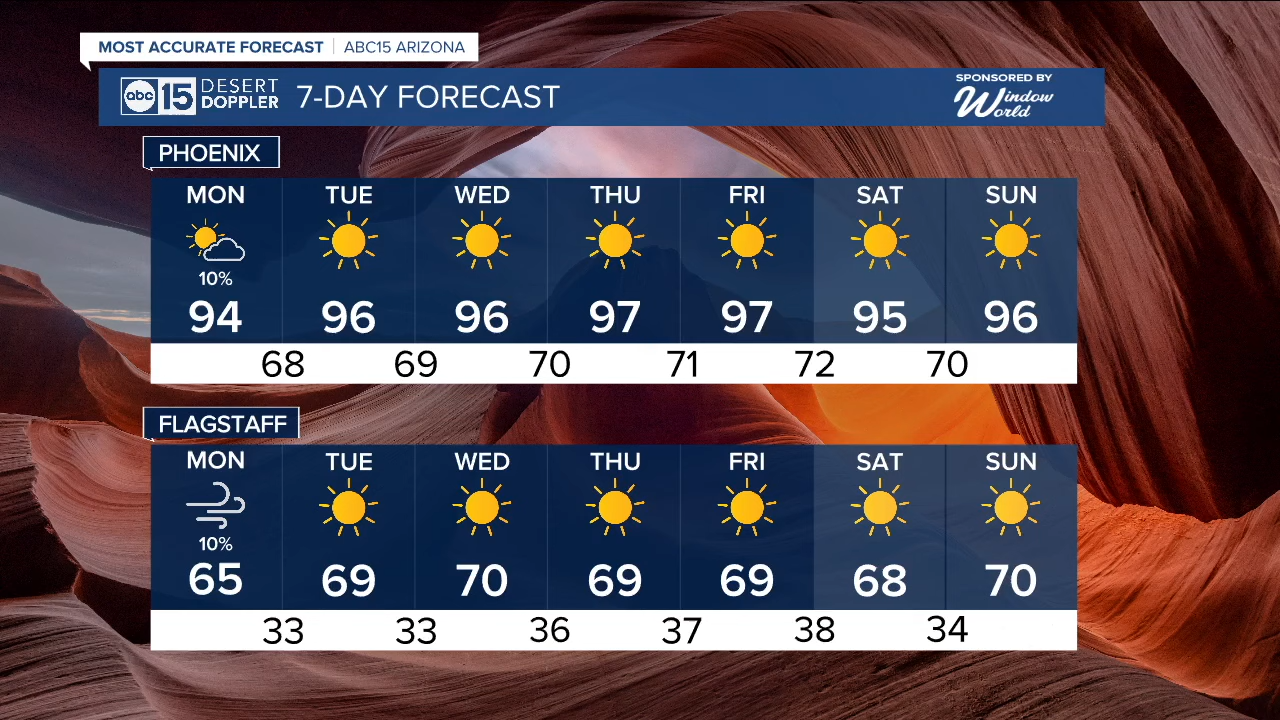 MOST ACCURATE FORECAST | ABC15 ARIZONA
abc 15 DESERT DOPPLER 7-DAY FORECAST
SPONSORED BY
Window World
PHOENIX
MON TUE WED THU FRI SAT SUN
10%
94 96 96 97 97 95 96
68 69 70 71 72 70
FLAGSTAFF
MON TUE WED THU FRI SAT SUN
10%
65 69 70 69 69 68 70
33 33 36 37 38 34